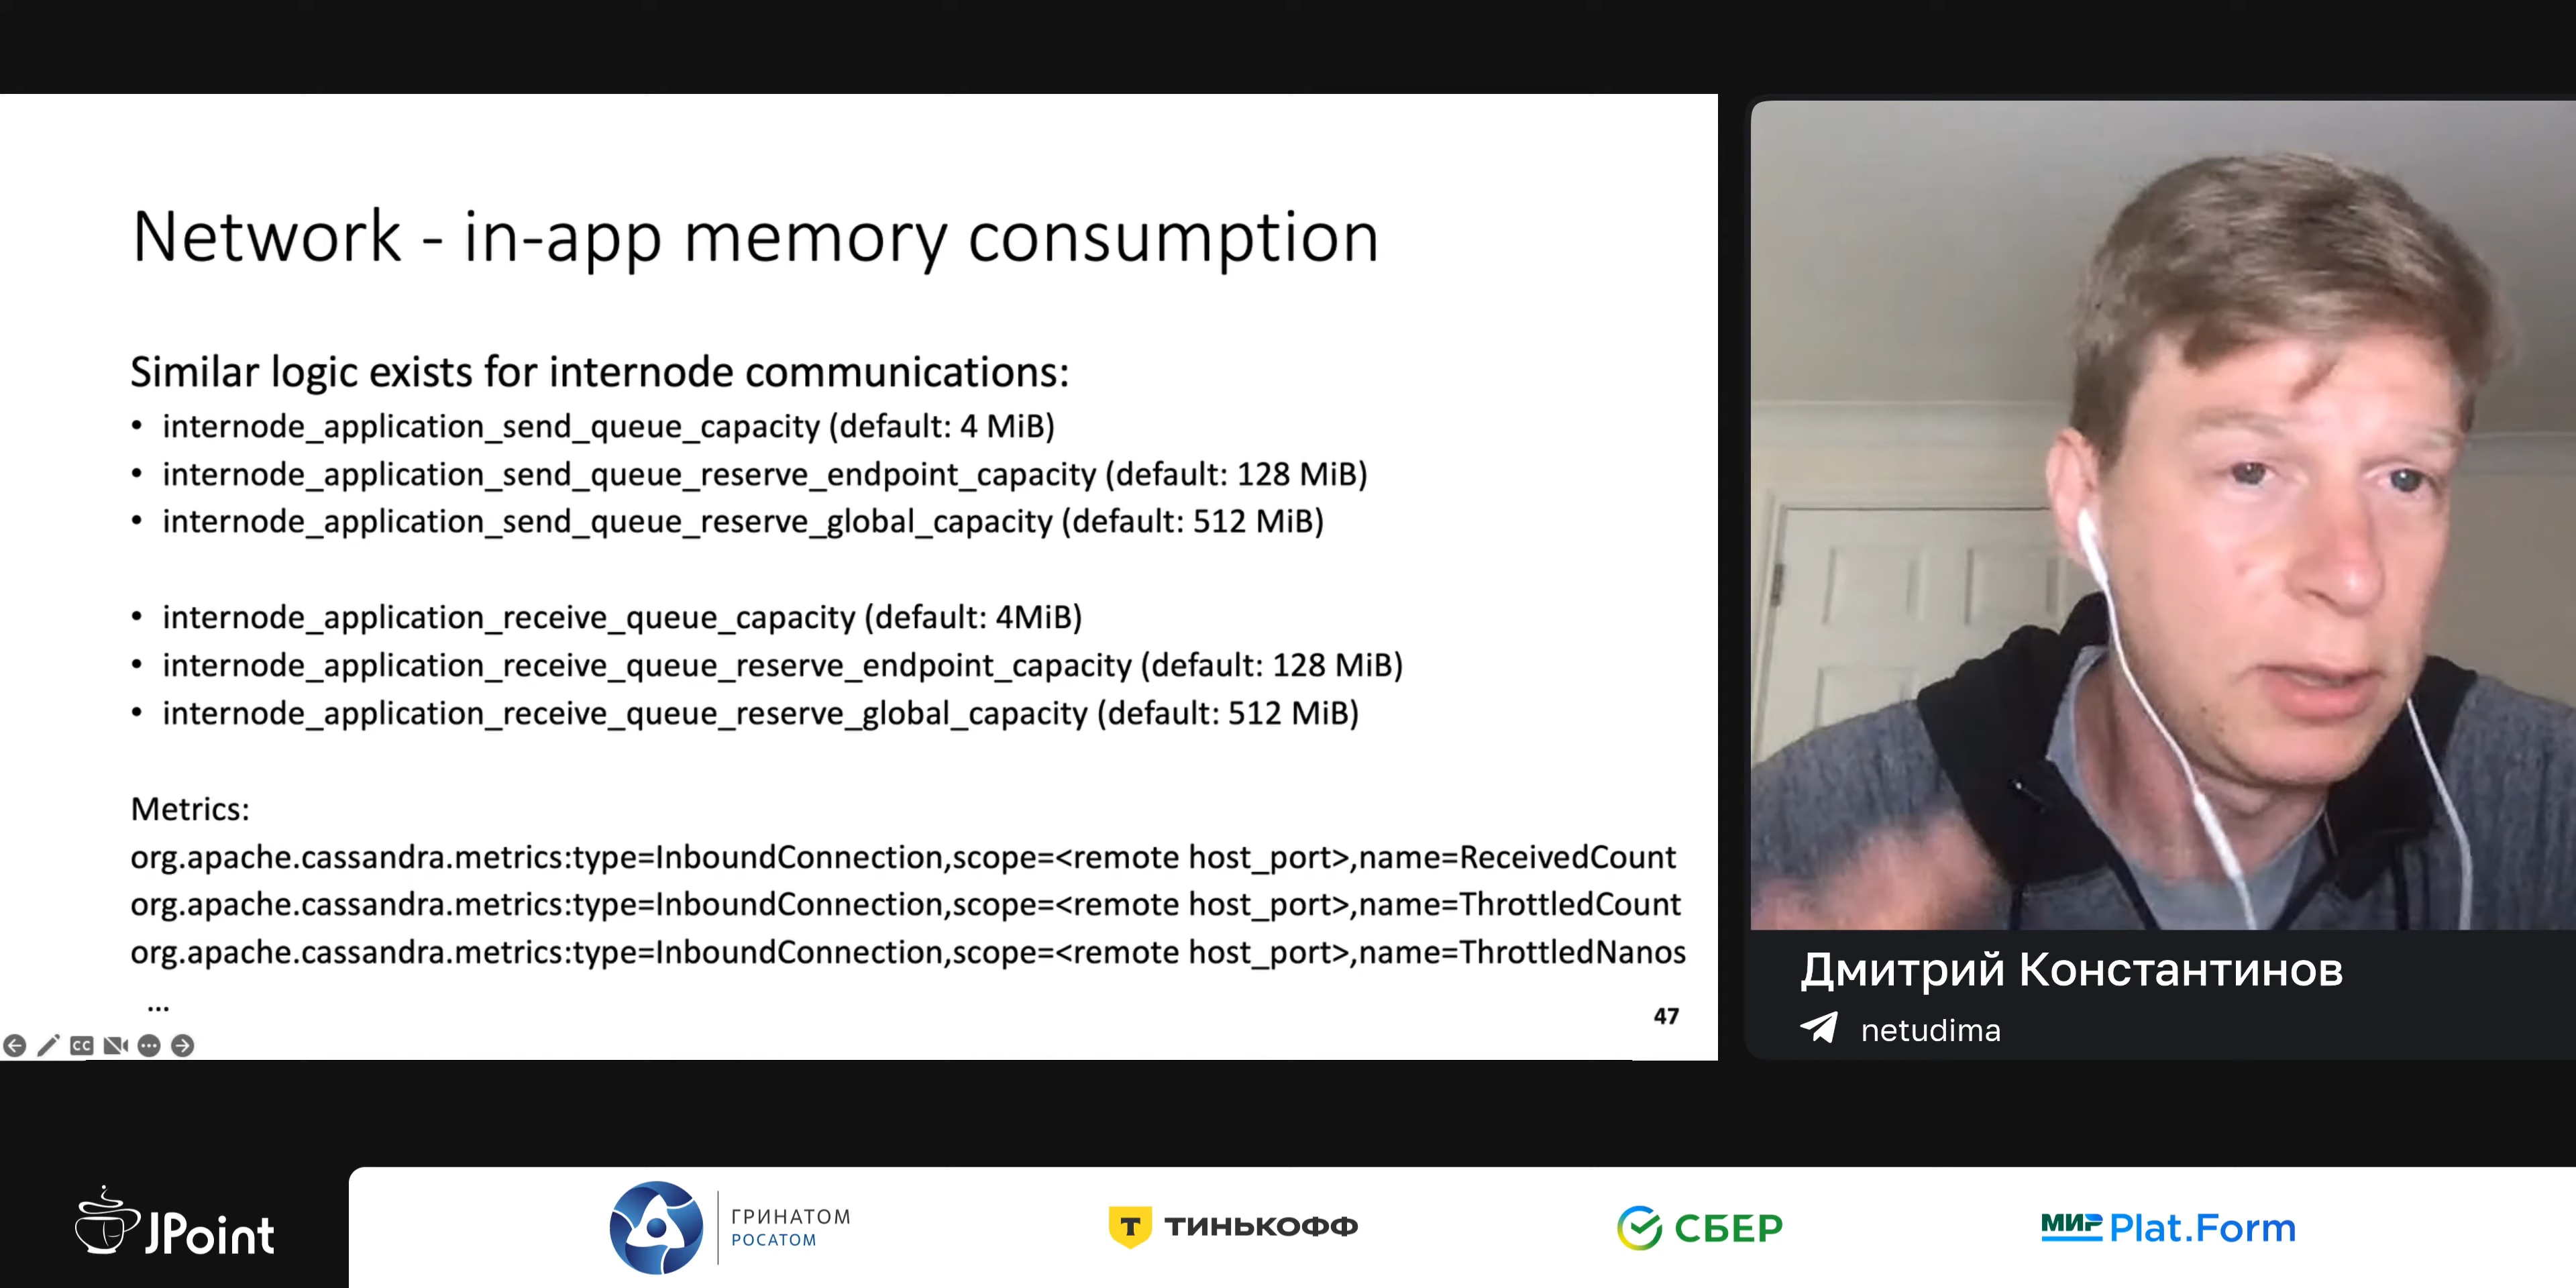 Network - in-app memory consumption
Similar logic exists for internode communications:
• internode_application_send_queue_capacity (default: 4 MiB)
• internode_application_send_queue_reserve_endpoint_capacity (default: 128 MiB)
• internode_application_send_queue_reserve_global_capacity (default: 512 MiB)
• internode_application_receive_queue_capacity (default: 4MiB)
• internode_application_receive_queue_reserve_endpoint_capacity (default: 128 MiB)
• internode_application_receive_queue_reserve_global_capacity (default: 512 MiB)
Metrics:
org.apache.cassandra.metrics:type=InboundConnection,scope=<remote host_port>,name=ReceivedCount
org.apache.cassandra.metrics:type=InboundConnection,scope=<remote host_port>,name=ThrottledCount
org.apache.cassandra.metrics:type=InboundConnection,scope=<remote host_port>,name=ThrottledNanos
...
47
CC
Дмитрий Константинов
netudima
JPoint
ГРИНАТОМ
РОСАТОМ
Т ТИНЬКОФФ
СБЕР
МИР Plat.Form